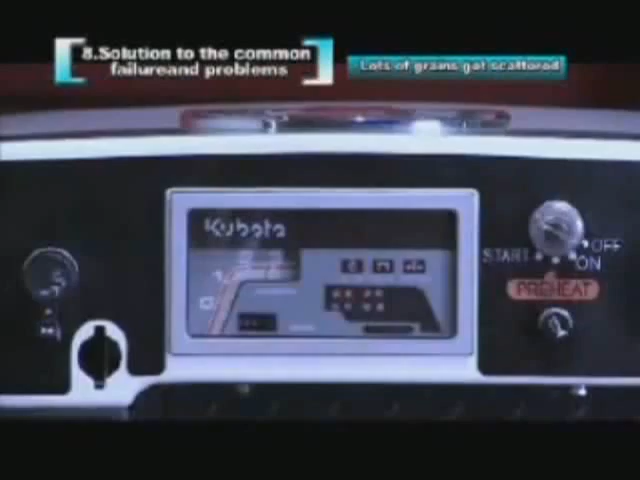 8.Solution to the common
failureand problems
Lots of grains get scattered
Kubota
OFF
START
ON
PREHEAT